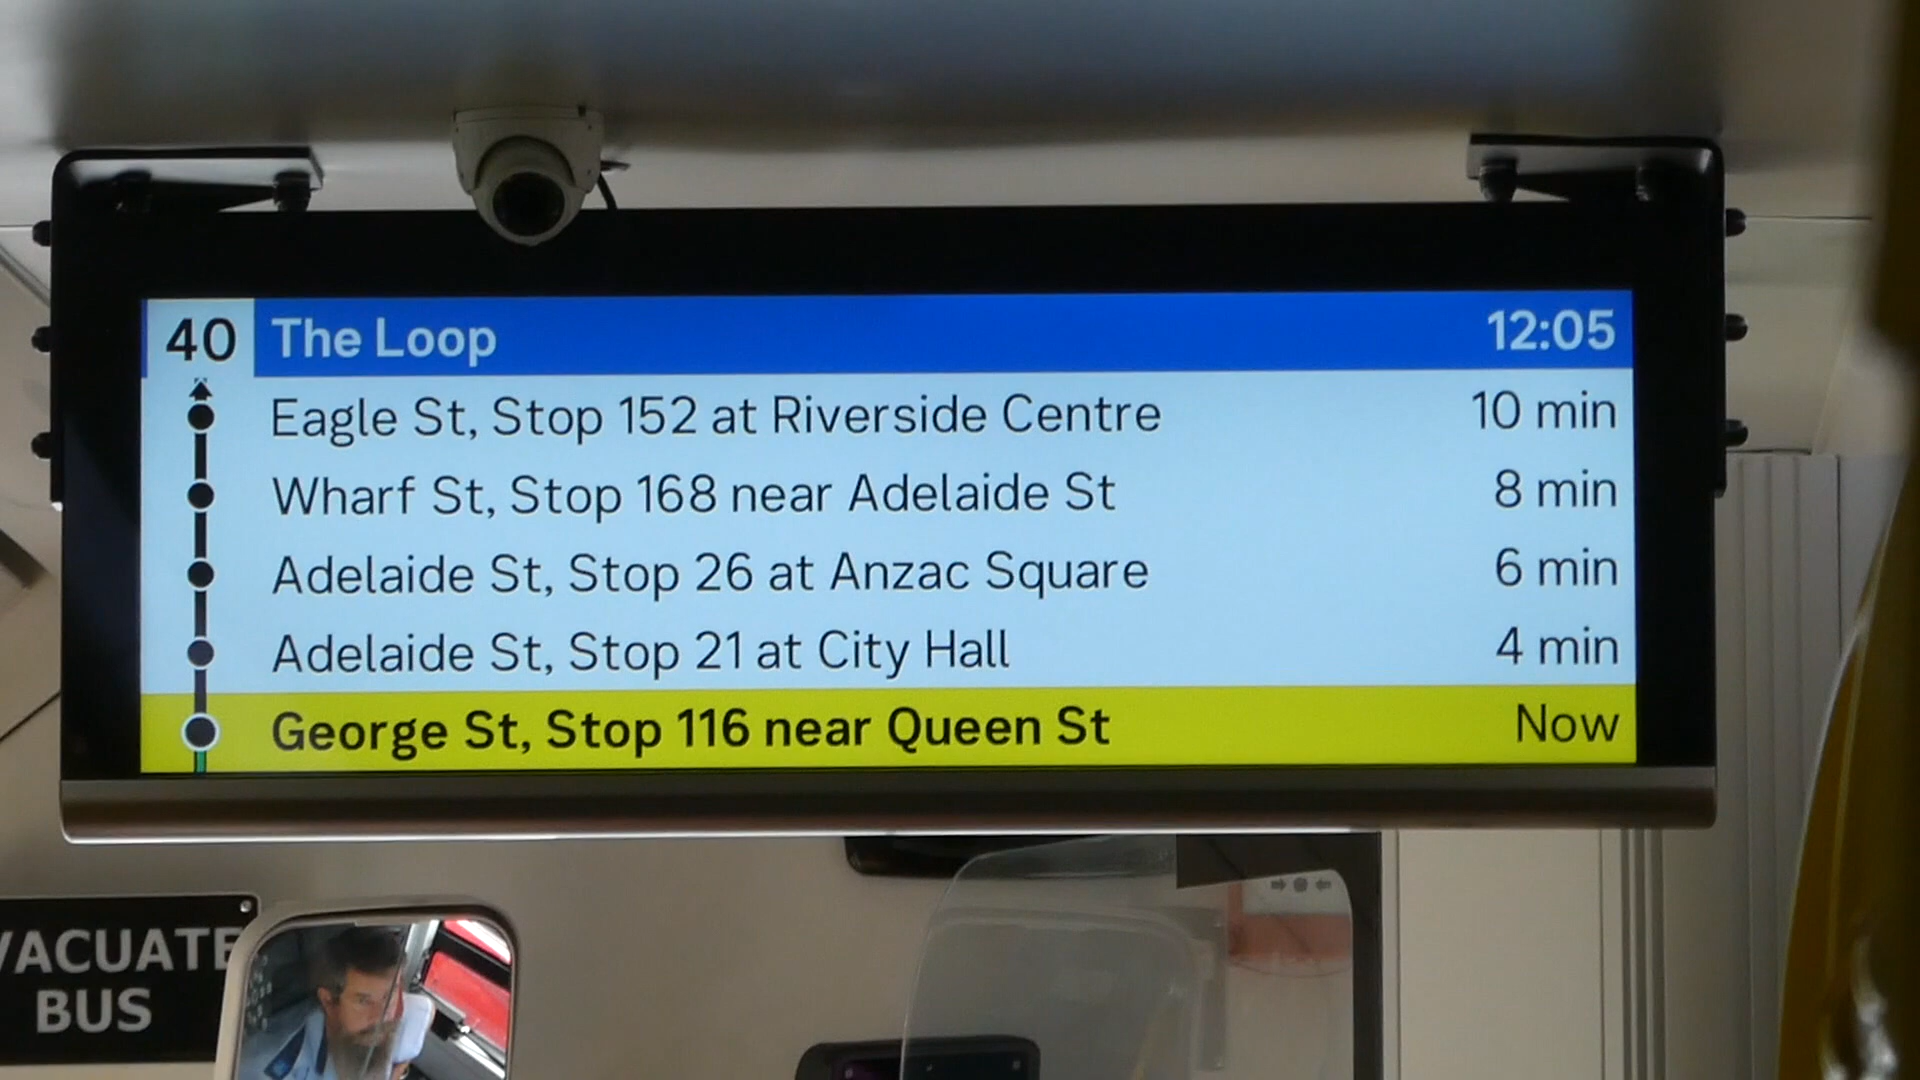 40 The Loop 12:05
Eagle St, Stop 152 at Riverside Centre 10 min
Wharf St, Stop 168 near Adelaide St 8 min
Adelaide St, Stop 26 at Anzac Square 6 min
Adelaide St, Stop 21 at City Hall 4 min
George St, Stop 116 near Queen St Now
VACUATE
BUS